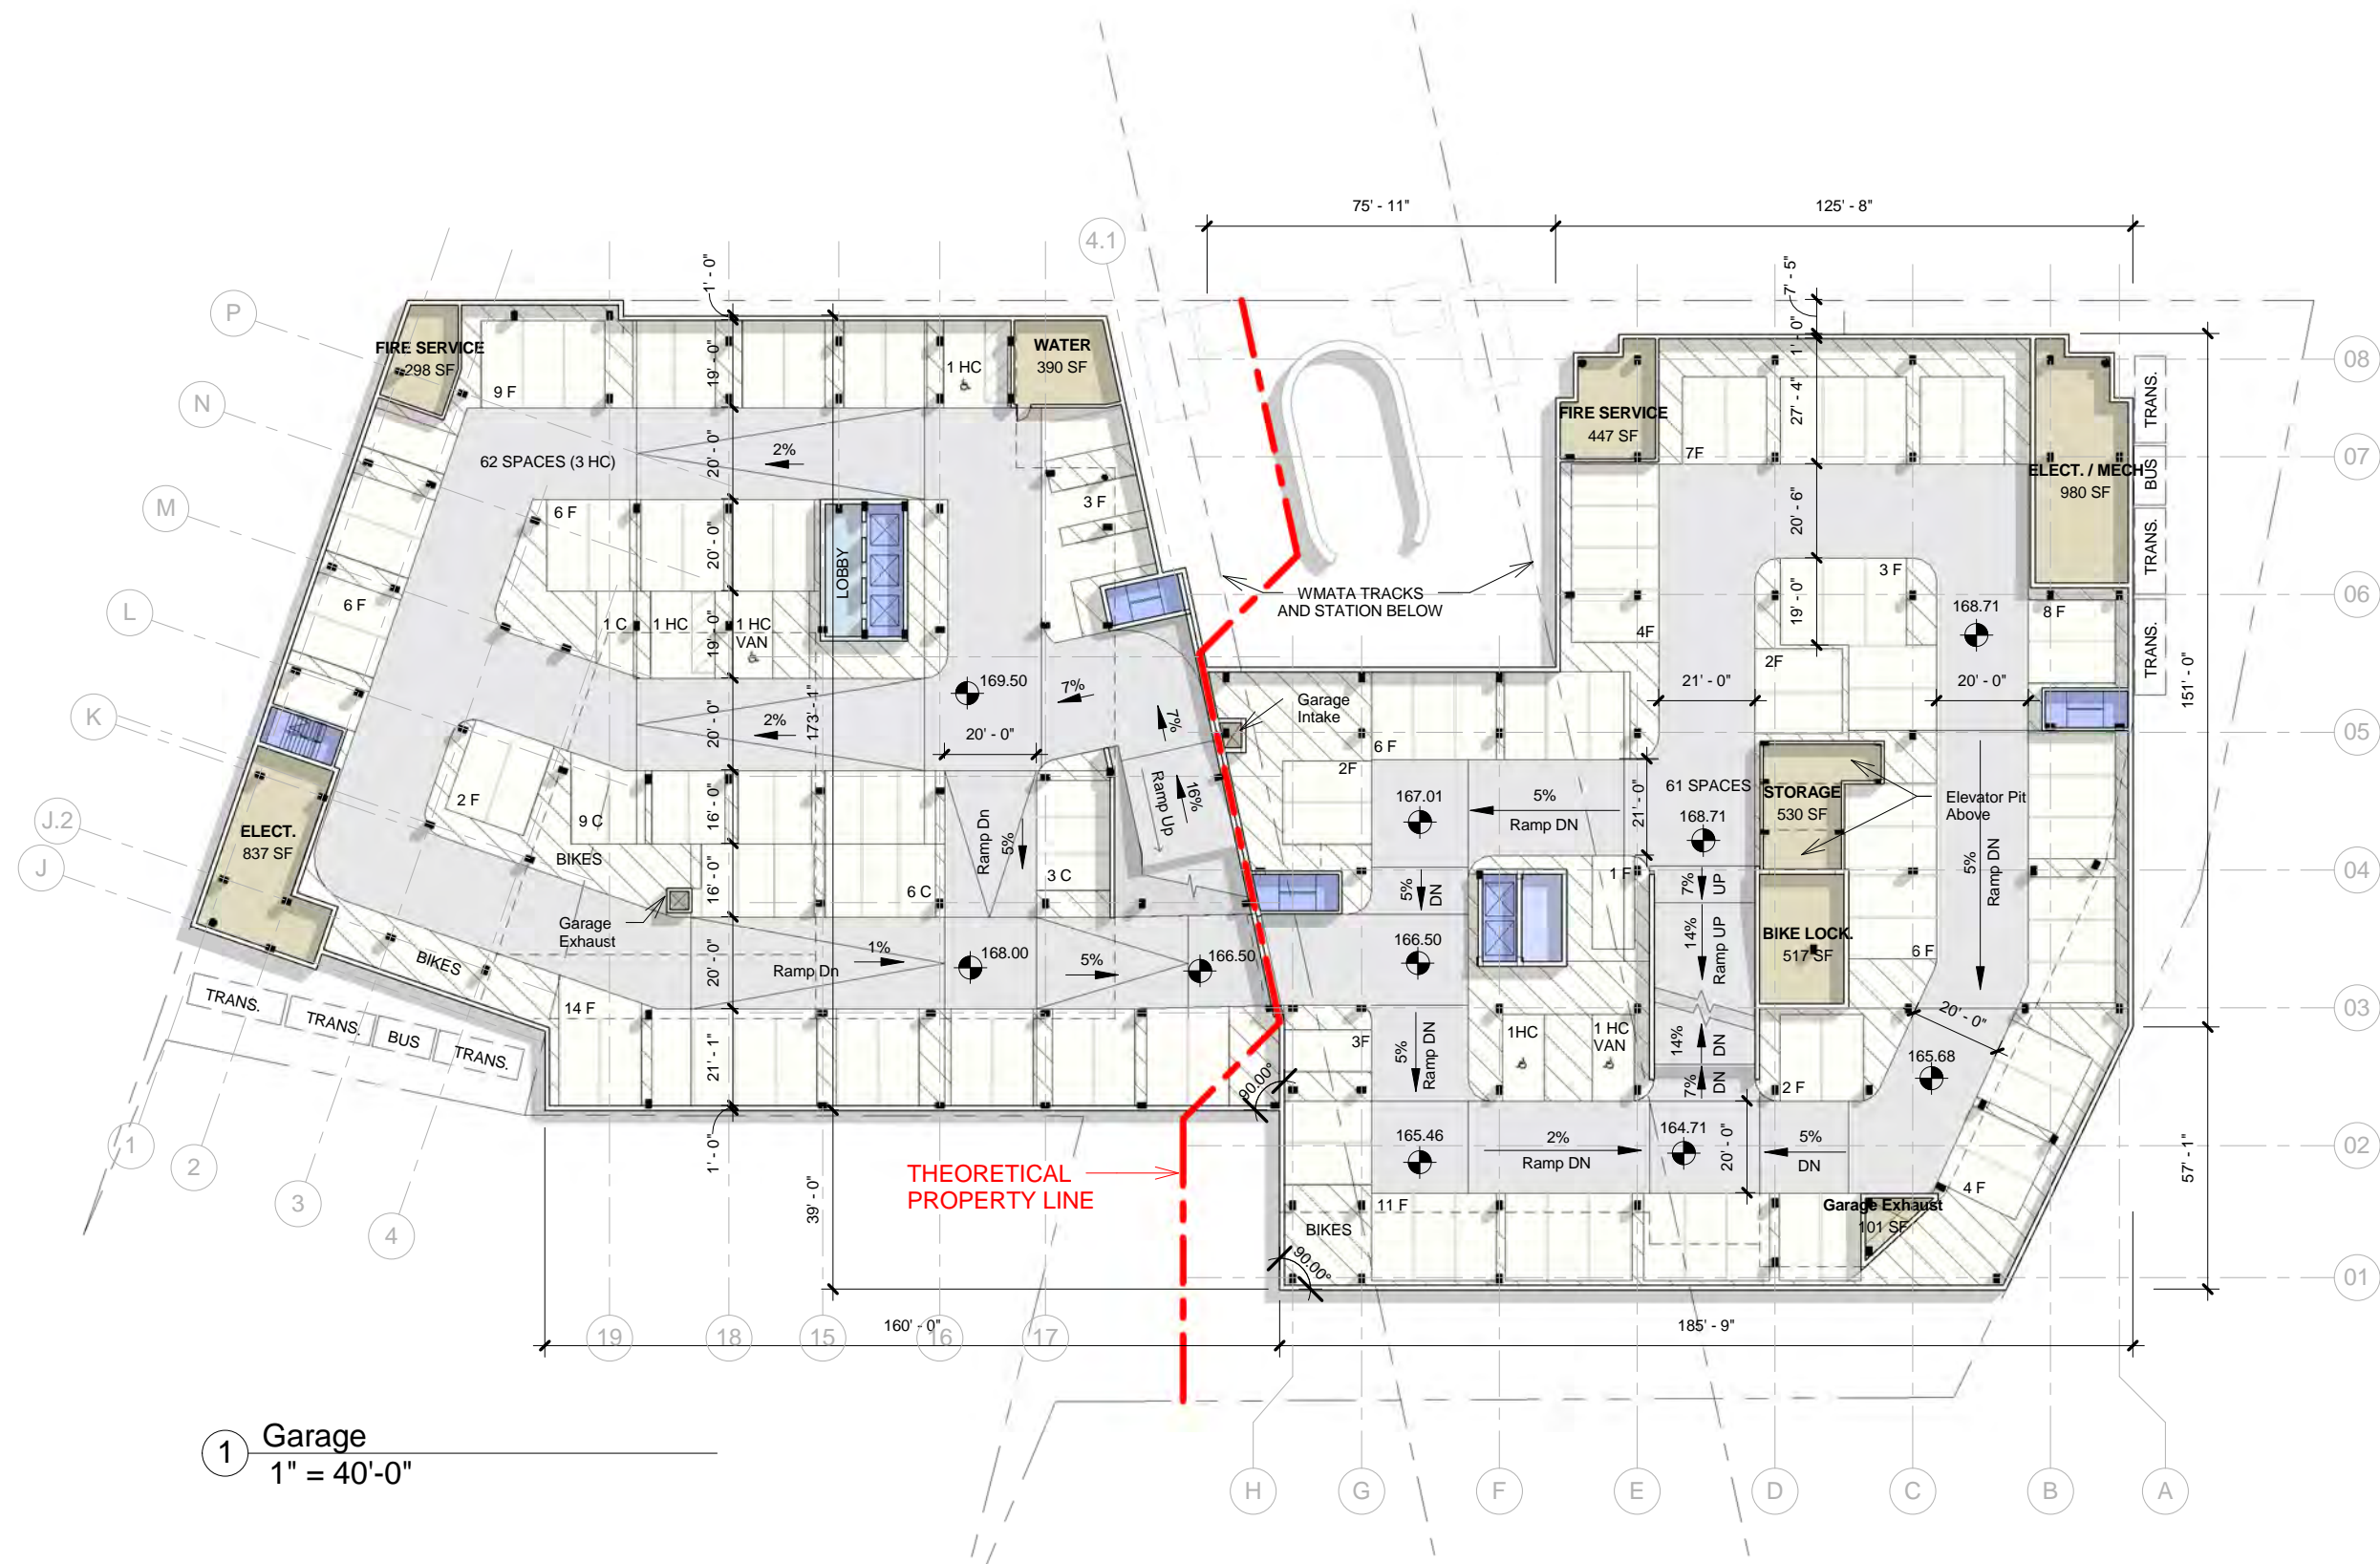 75' - 11"
125' - 8"
4.1
1' - 0"
7' - 5"
P
FIRE SERVICE
298 SF
9 F
19' - 0"
1 HC
WATER
390 SF
1' - 0"
08
TRANS.
N
FIRE SERVICE
447 SF
27' - 4"
7F
07
62 SPACES (3 HC)
2%
20' - 0"
ELECT. / MECH
980 SF
BUS
M
6 F
3 F
20' - 6"
TRANS.
20' - 0"
LOBBY
WMATA TRACKS
AND STATION BELOW
3 F
19' - 0"
168.71
8 F
06
L
6 F
1 C
1 HC
19' - 0"
1 HC
VAN
4F
2F
TRANS.
169.50
7%
7%
21' - 0"
20' - 0"
151' - 0"
K
2%
20' - 0"
173' - 1"
20' - 0"
Garage
Intake
6 F
05
2F
16%
Ramp Up
167.01
5%
Ramp DN
21' - 0"
61 SPACES
168.71
STORAGE
530 SF
Elevator Pit
Above
J.2
2 F
9 C
16' - 0"
ELECT.
837 SF
BIKES
Ramp Dn
5%
5%
Ramp DN
J
16' - 0"
6 C
3 C
5%
DN
1 F
7%
UP
04
Garage
Exhaust
14%
Ramp UP
BIKE LOCK.
517 SF
6 F
BIKES
20' - 0"
Ramp Dn
1%
168.00
5%
166.50
166.50
TRANS.
TRANS.
BUS
TRANS.
14 F
03
20' - 0"
3F
5%
Ramp DN
1HC
1 HC
VAN
14%
DN
21' - 1"
90.00°
7%
DN
2 F
165.68
1
2
3
4
1' - 0"
165.46
2%
Ramp DN
164.71
20' - 0"
5%
DN
02
57' - 1"
THEORETICAL
PROPERTY LINE
39' - 0"
4 F
BIKES
11 F
Garage Exhaust
101 SF
90.00°
01
19
18
15
160' - 0"
16
17
185' - 9"
1
Garage
1" = 40'-0"
H
G
F
E
D
C
B
A